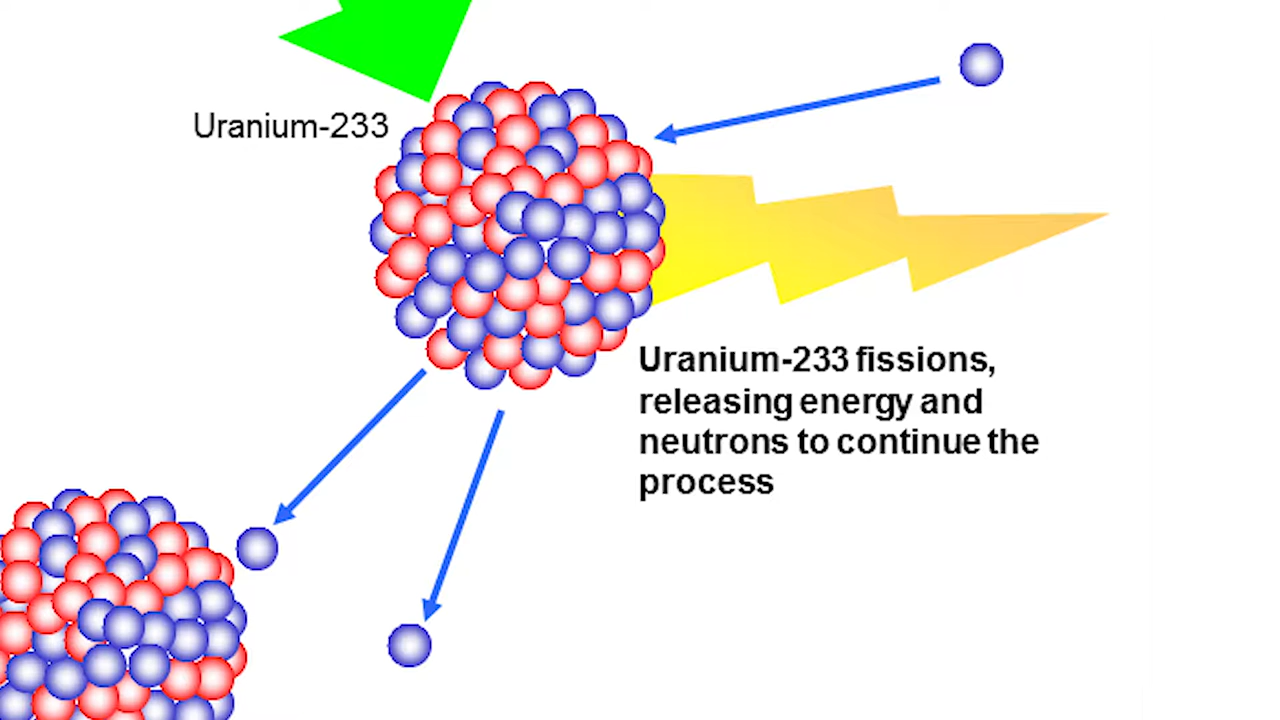 Uranium-233
Uranium-233 fissions,
releasing energy and
neutrons to continue the
process